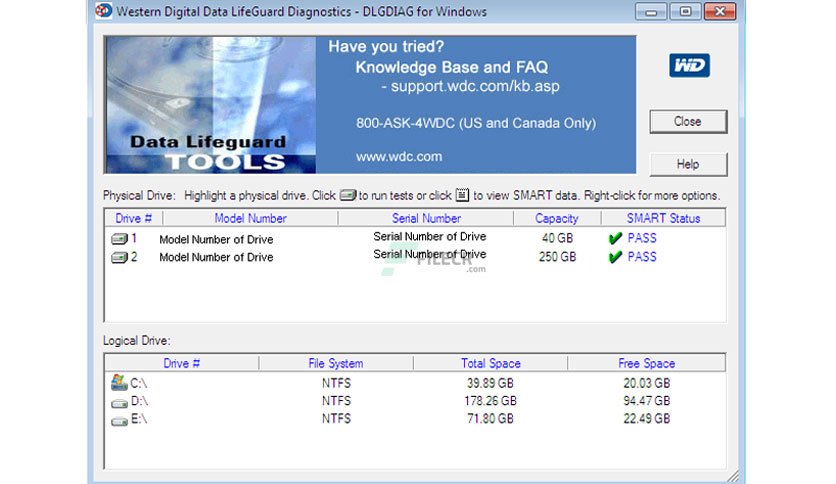 Western Digital Data LifeGuard Diagnostics - DLGDIAG for Windows
Have you tried?
Knowledge Base and FAQ
- support.wdc.com/kb.asp
800-ASK-4WDC (US and Canada Only)
www.wdc.com
Data Lifeguard
TOOLS
WD
Close
Help
Physical Drive: Highlight a physical drive. Click to run tests or click to view SMART data. Right-click for more options.
Drive # Model Number Serial Number Capacity SMART Status
1 Model Number of Drive Serial Number of Drive 40 GB PASS
2 Model Number of Drive Serial Number of Drive 250 GB PASS
FILECR
.com
Logical Drive:
Drive # File System Total Space Free Space
C:\ NTFS 39.89 GB 20.03 GB
D:\ NTFS 178.26 GB 94.47 GB
E:\ NTFS 71.80 GB 22.49 GB